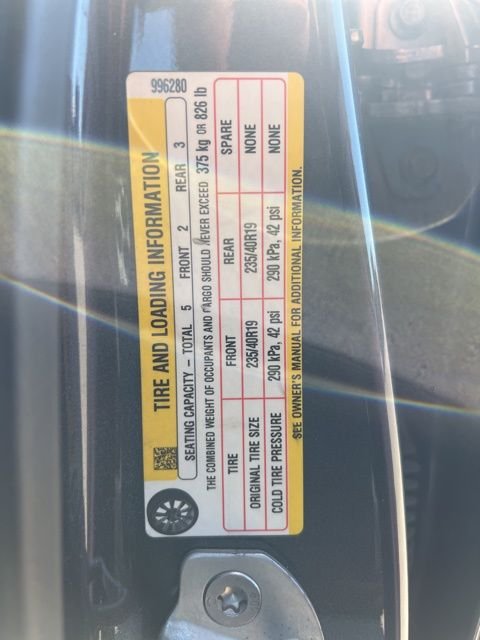 996280
TIRE AND LOADING INFORMATION
SEATING CAPACITY – TOTAL 5 FRONT 2 REAR 3
THE COMBINED WEIGHT OF OCCUPANTS AND CARGO SHOULD NEVER EXCEED 375 kg OR 826 lb
TIRE FRONT REAR SPARE
ORIGINAL TIRE SIZE 235/40R19 235/40R19 NONE
COLD TIRE PRESSURE 290 kPa, 42 psi 290 kPa, 42 psi NONE
SEE OWNER'S MANUAL FOR ADDITIONAL INFORMATION.